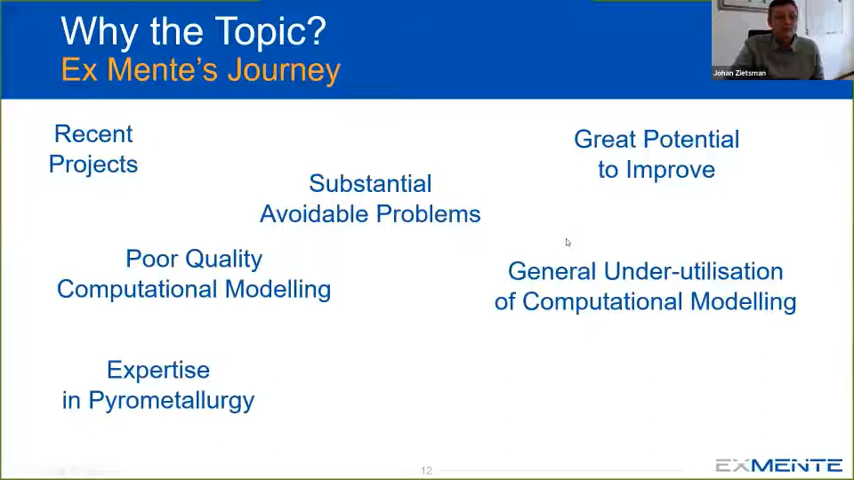 Why the Topic?
Ex Mente's Journey
Johan Zietsman
Recent
Projects
Great Potential
to Improve
Substantial
Avoidable Problems
Poor Quality
Computational Modelling
General Under-utilisation
of Computational Modelling
Expertise
in Pyrometallurgy
12
EXMENTE